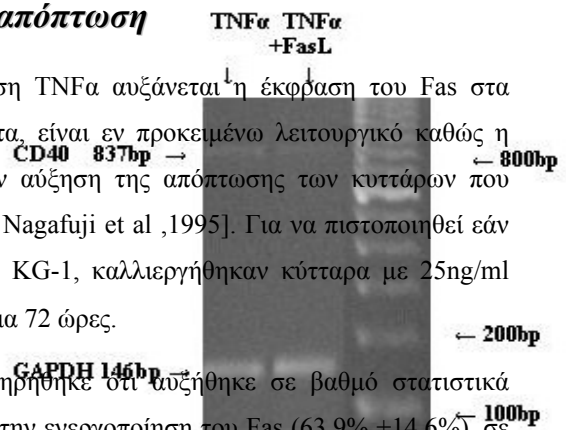 απόπτωση
TNFα TNFα
+FasL
↓ ↓
ση TNFα αυξάνεται η έκφραση του Fas στα
τα, είναι εν προκειμένω λειτουργικό καθώς η
CD40 837bp →
← 800bp
ν αύξηση της απόπτωσης των κυττάρων που
Nagafuji et al ,1995]. Για να πιστοποιηθεί εάν
KG-1, καλλιεργήθηκαν κύτταρα με 25ng/ml
ια 72 ώρες.
← 200bp
GAPDH 146bp →
ηρήθηκε ότι αυξήθηκε σε βαθμό στατιστικά
← 100bp
την ενεργοποίηση του Fas (63,9% ±14,6%), σε